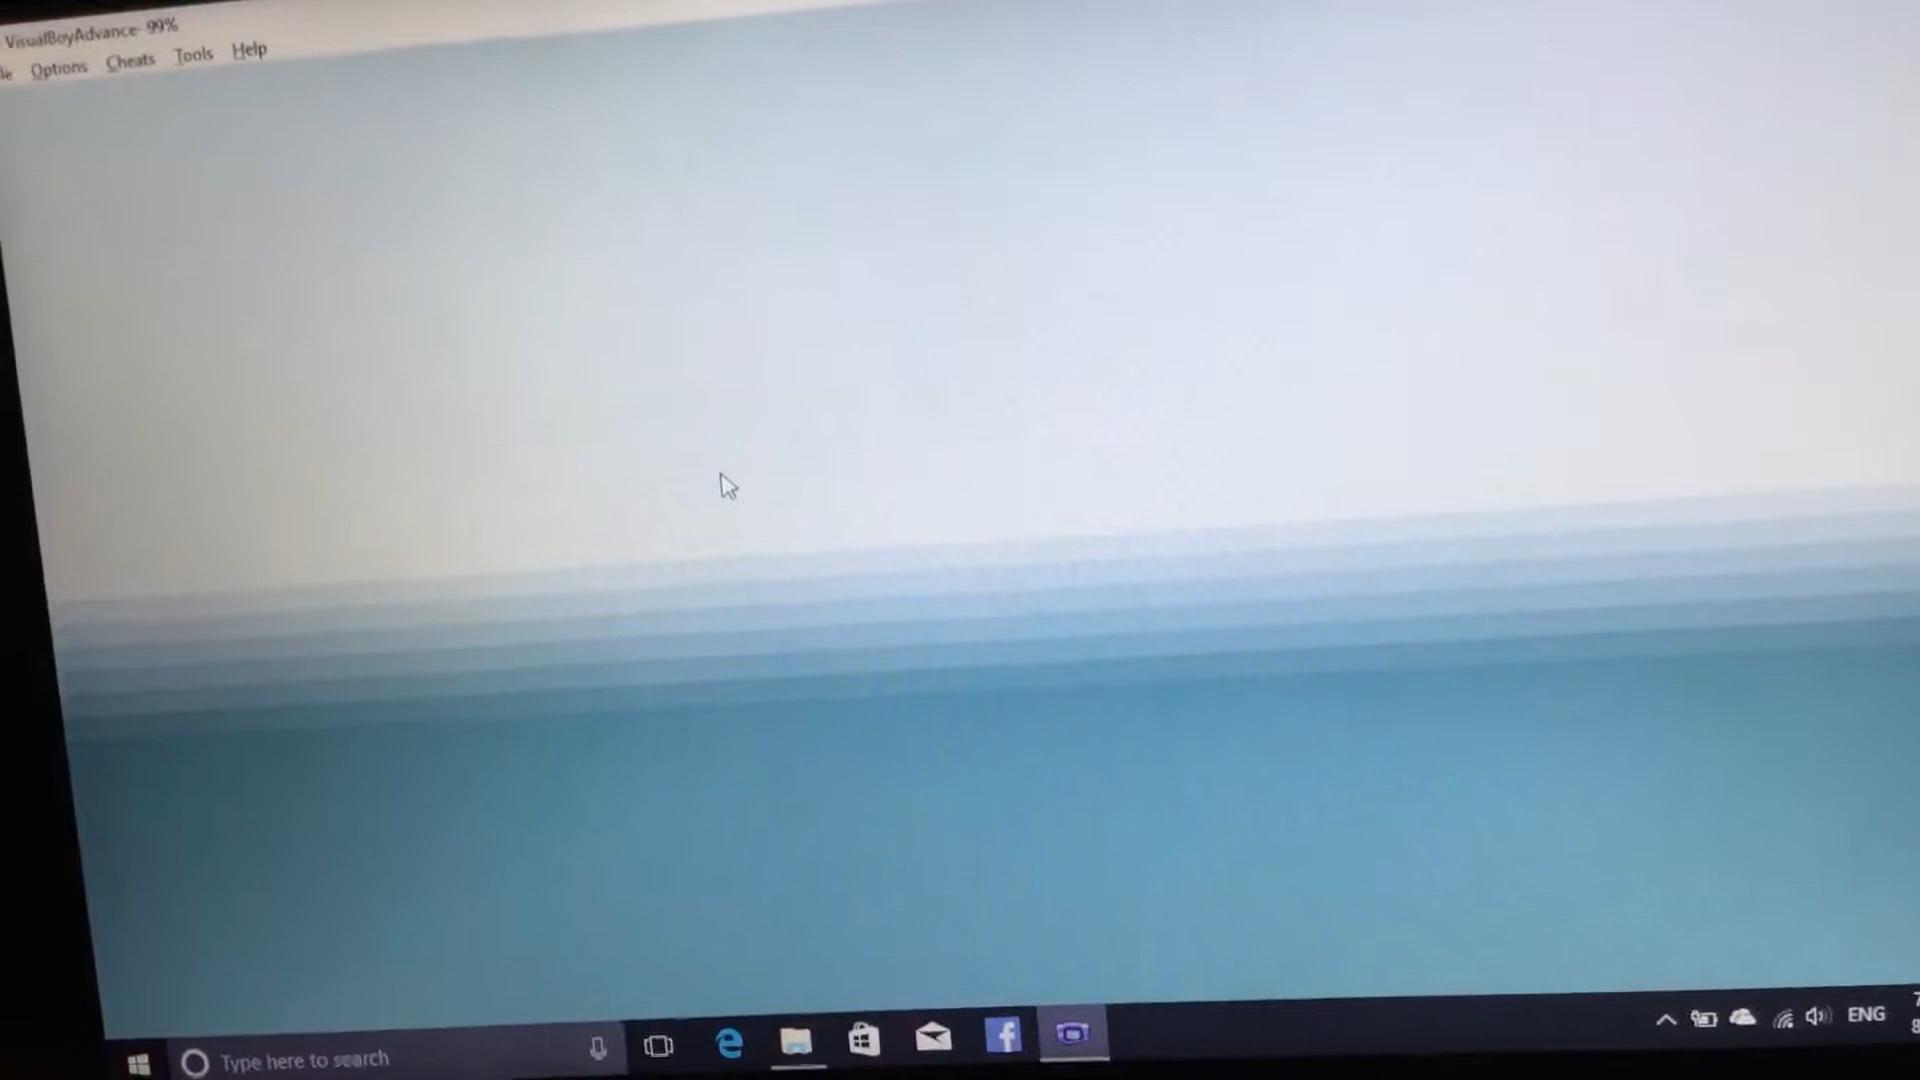 VisualBoyAdvance- 99%
Options Cheats Tools Help
Type here to search
ENG